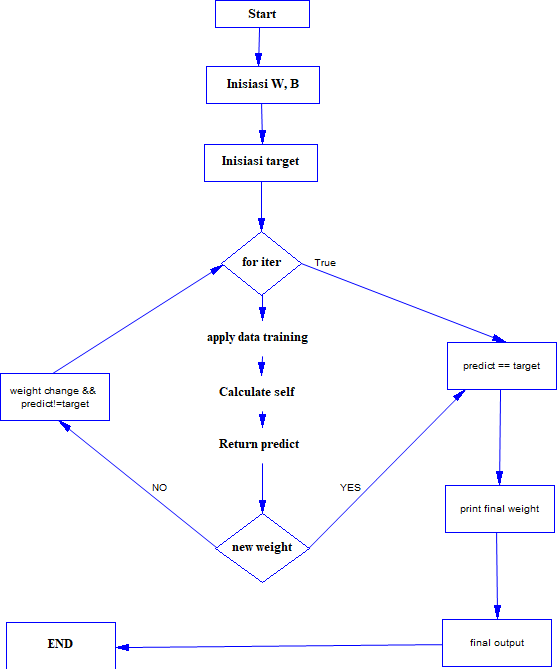 Start
Inisiasi W, B
Inisiasi target
for iter
True
apply data training
predict == target
weight change &&
predict!=target
Calculate self
Return predict
NO
YES
print final weight
new weight
END
final output